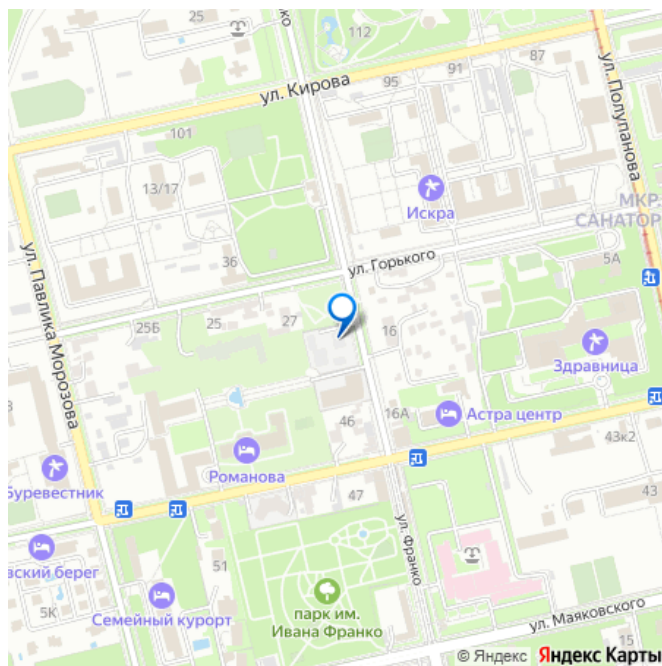 25
нко
112
95
91
87
ул. Кирова
ул. Полупанова
101
13/17
Искра
МКР.
САНАТОР
36
ул. Горького
5А
ул. Павлика Морозова
25Б
25
27
16
Здравница
46
16А
Астра центр
Романова
43к2
Буревестник
47
43
ул. Франко
вский берег
51
5К
Семейный курорт
парк им.
Ивана Франко
ул. Маяковского
15
© Яндекс Яндекс Карты